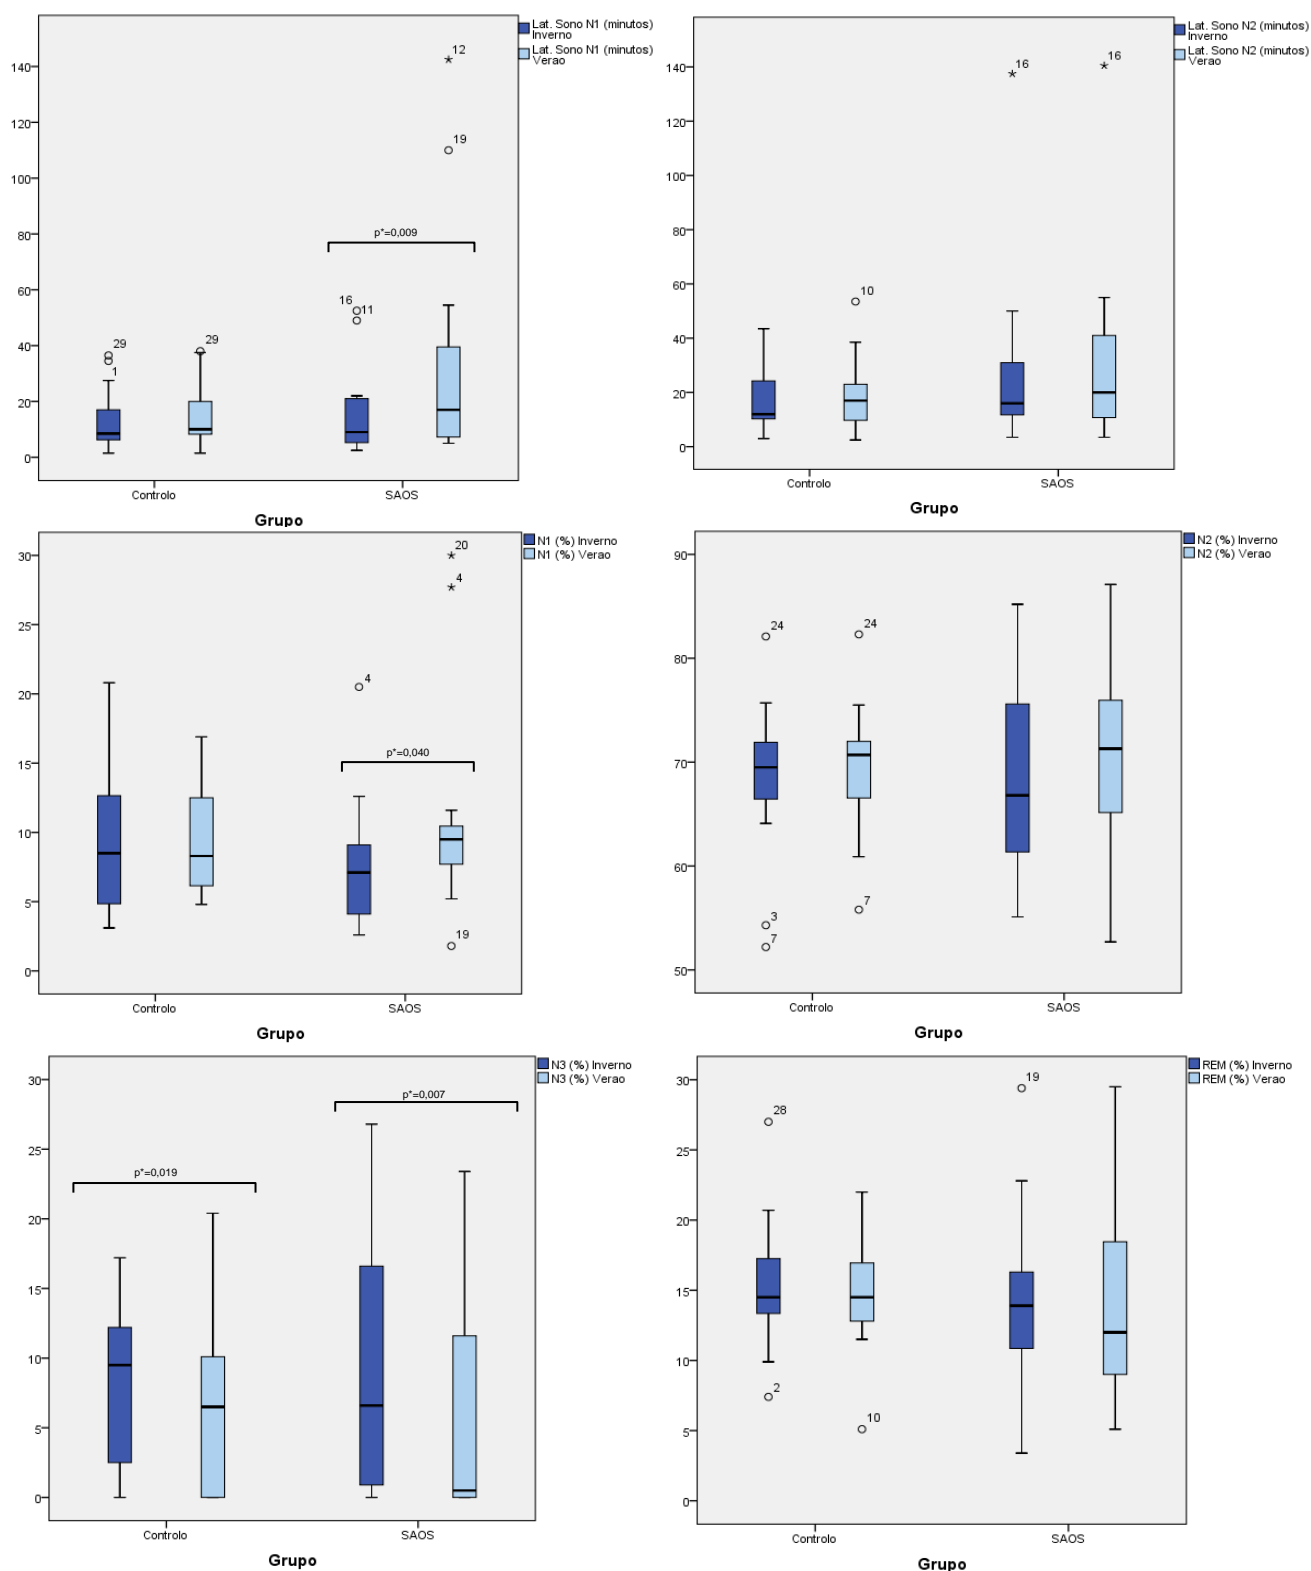 Lat. Sono N1 (minutos)
Inverno
Lat. Sono N1 (minutos)
Verao
140
120
100
80
60
40
20
0
12
19
p*=0,009
16
11
29
1
29
Controlo
SAOS
Grupo
Lat. Sono N2 (minutos)
Inverno
Lat. Sono N2 (minutos)
Verao
140
120
100
80
60
40
20
0
16
16
10
Controlo
SAOS
Grupo
N1 (%) Inverno
N1 (%) Verao
30
25
20
15
10
5
0
20
4
4
p*=0,040
19
Controlo
SAOS
Grupo
N2 (%) Inverno
N2 (%) Verao
90
80
70
60
50
24
24
3
7
7
Controlo
SAOS
Grupo
N3 (%) Inverno
N3 (%) Verao
30
25
20
15
10
5
0
p*=0,007
p*=0,019
Controlo
SAOS
Grupo
REM (%) Inverno
REM (%) Verao
30
25
20
15
10
5
0
19
28
2
10
Controlo
SAOS
Grupo